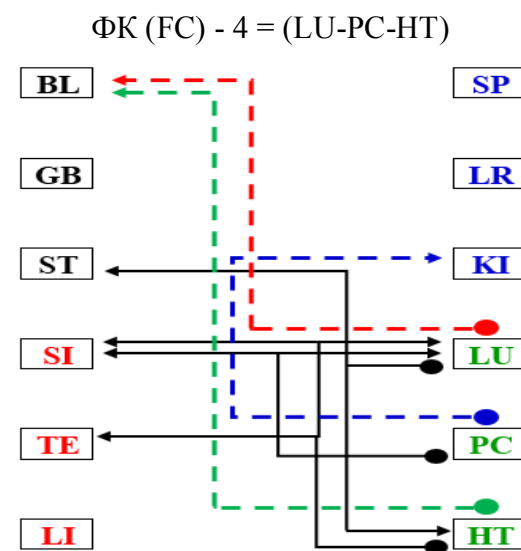 ФК (FC) - 4 = (LU-PC-HT)
BL SP
GB LR
ST KI
SI LU
TE PC
LI HT